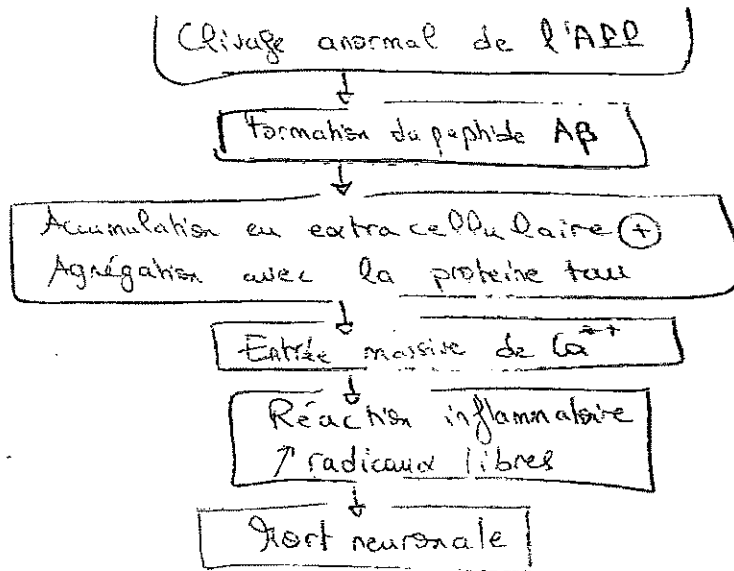 Clivage anormal de l'APP
Formation du peptide Aβ
Accumulation en extracellulaire ⊕
Agrégation avec la proteine tau
Entrée massive de Ca++
Réaction inflammatoire
↗ radicaux libres
Mort neuronale